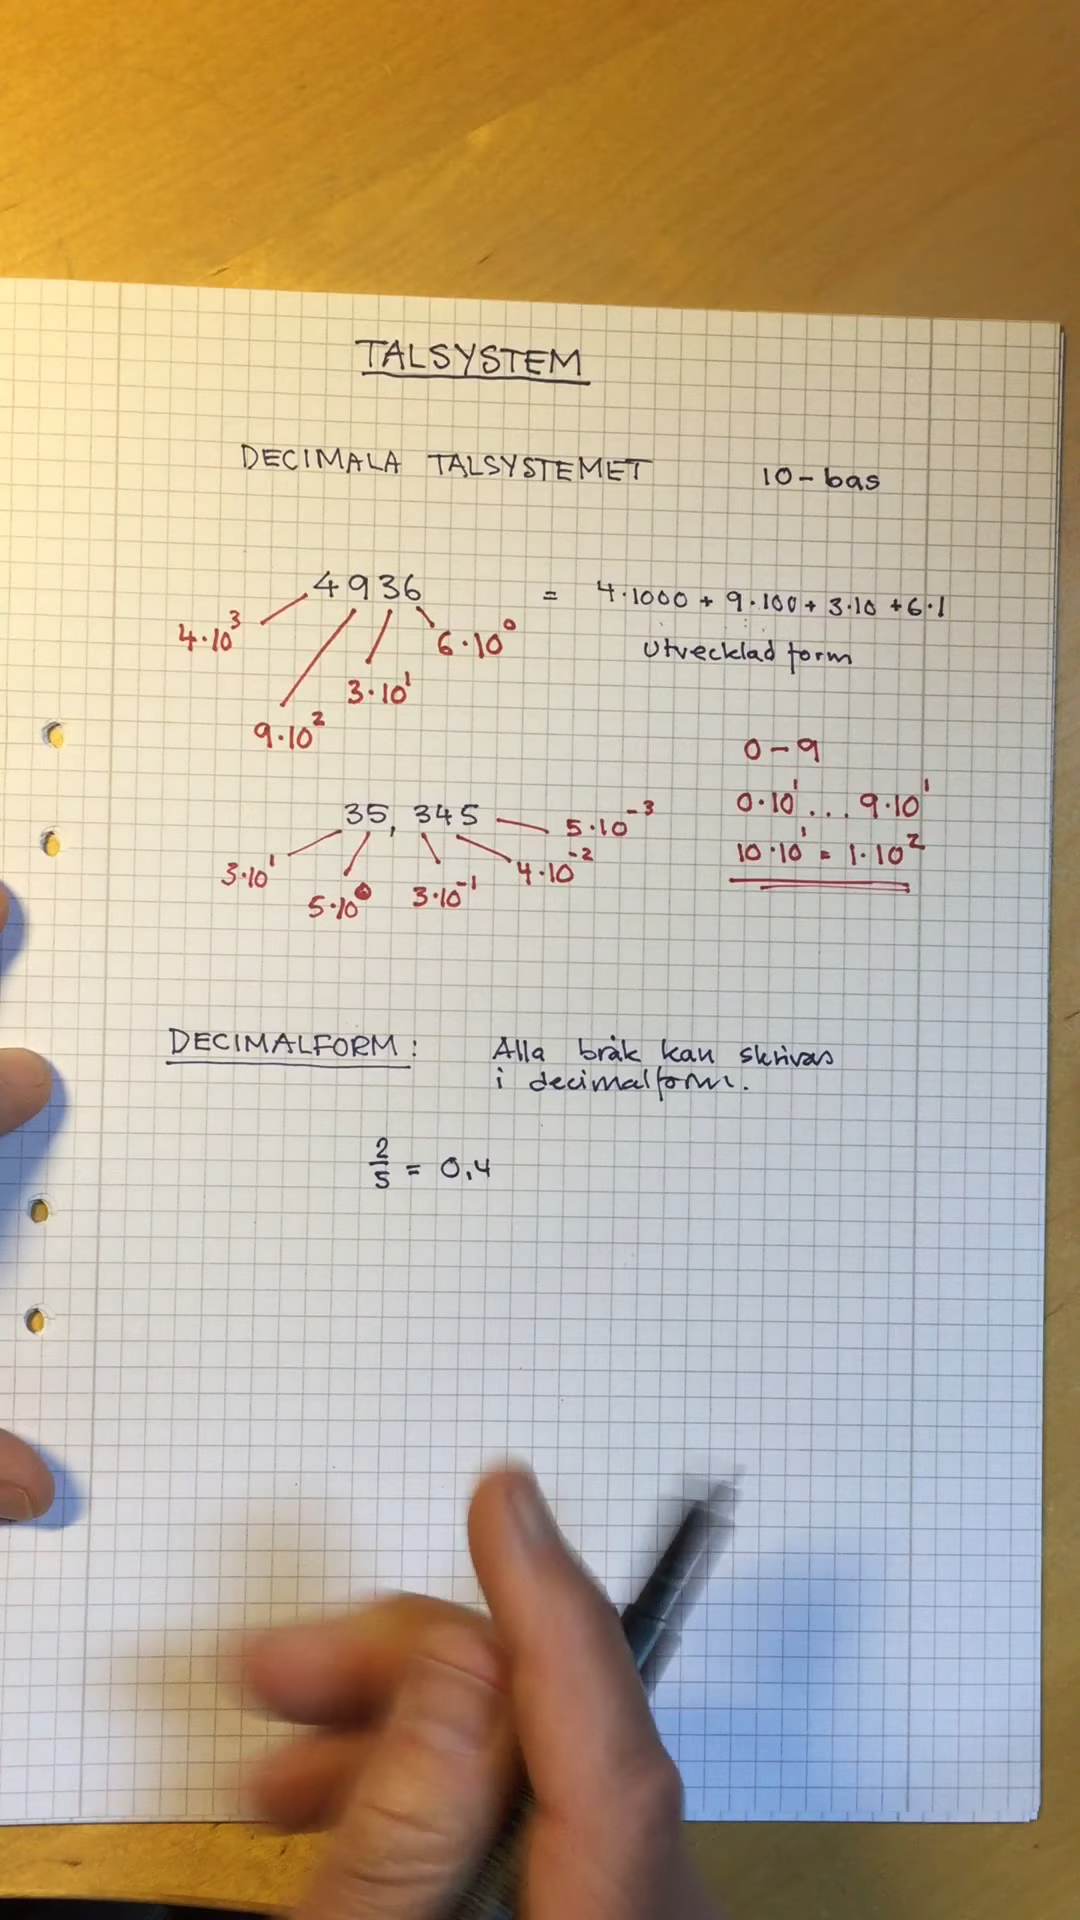 TALSYSTEM
DECIMALA TALSYSTEMET 10-bas
4936 = 4·1000 + 9·100 + 3·10 + 6·1
4·10³ 6·10⁰ Utvecklad form
3·10¹
9·10²
0-9
35,345 5·10⁻³ 0·10¹ ... 9·10¹
3·10¹ 4·10⁻² 10·10¹ = 1·10²
5·10⁰ 3·10⁻¹
DECIMALFORM: Alla bråk kan skrivas
i decimalform.
2/5 = 0,4